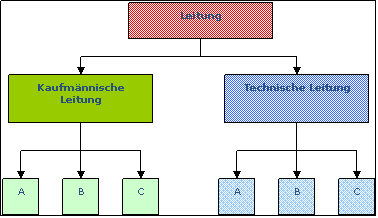 Leitung
Kaufmännische
Leitung
Technische Leitung
A
B
C
A
B
C